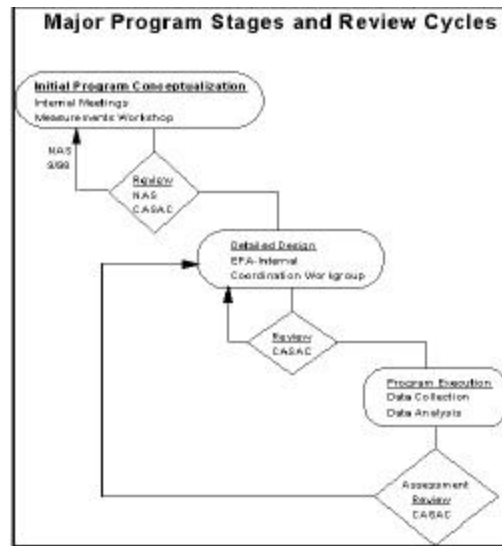 Major Program Stages and Review Cycles
Initial Program Conceptualization
Internal Meetings
Measurements Workshop
NAS
9/98
Review
NAS
CASAC
Detailed Design
EPA-Internal
Coordination Workgroup
Review
CASAC
Program Execution
Data Collection
Data Analysis
Assessment
Review
CASAC